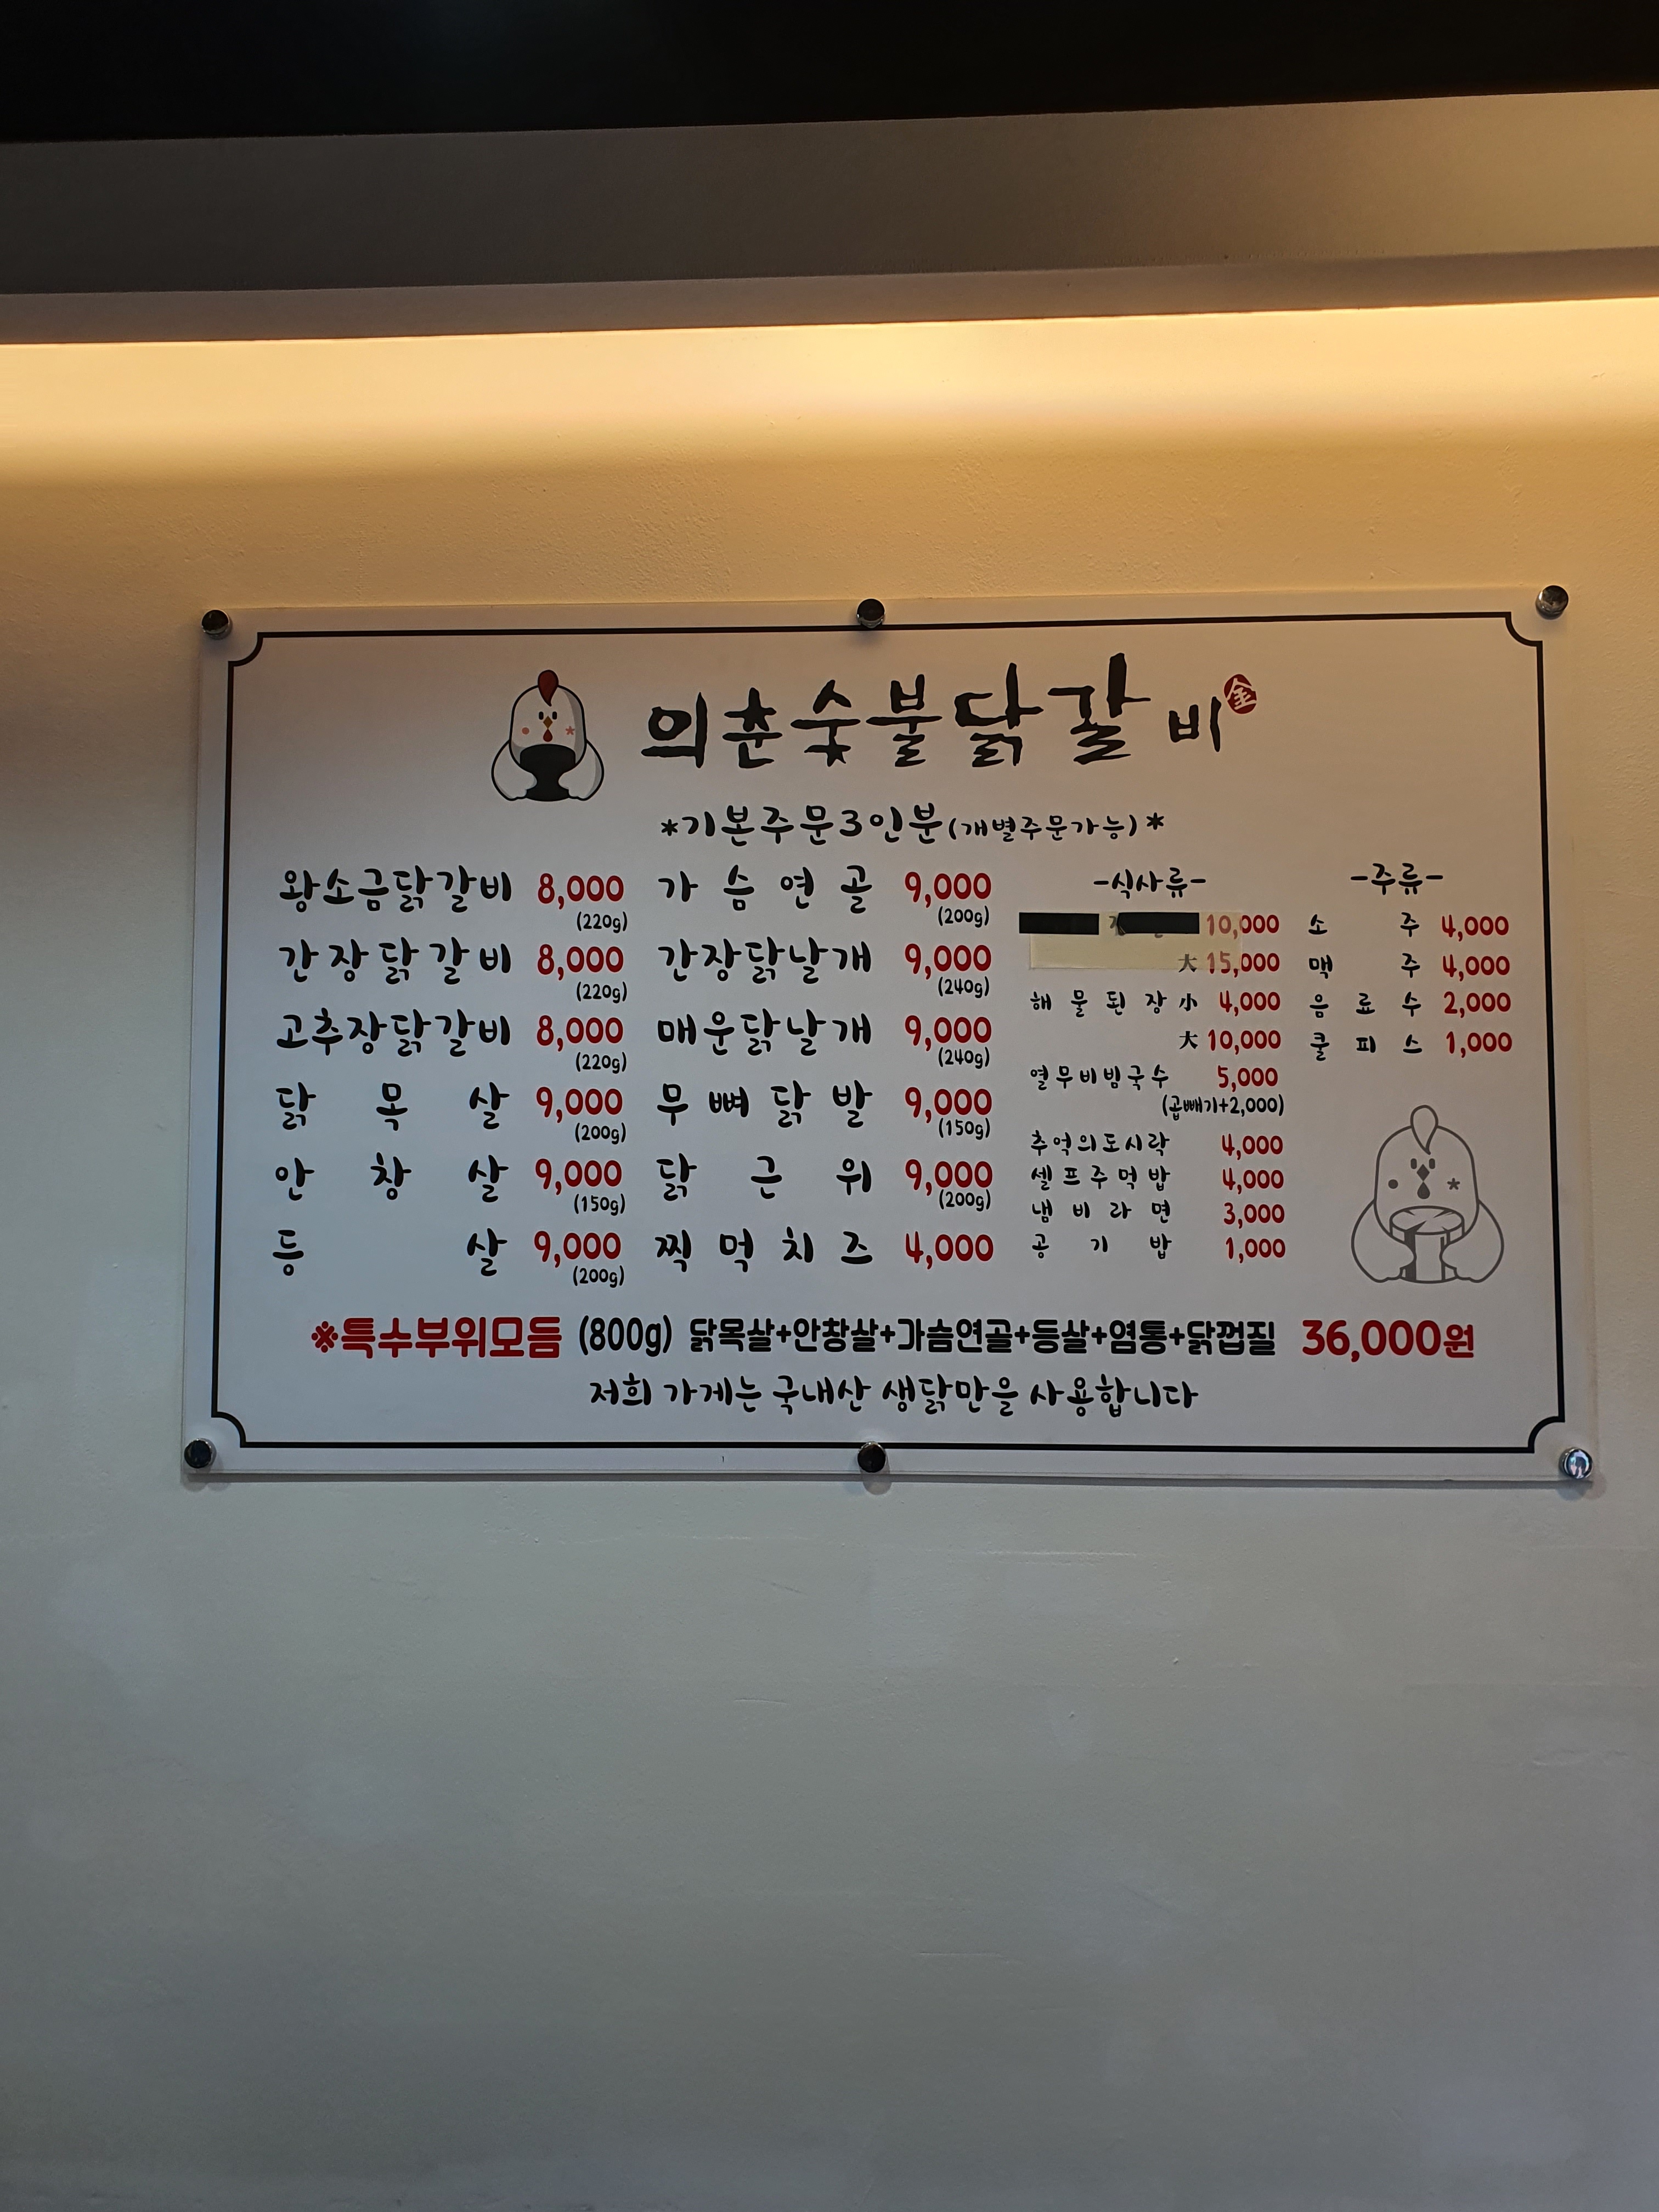 의춘숯불닭갈비 金
*기본주문3인분(개별주문가능)*
왕소금닭갈비 8,000
(220g)
간장닭갈비 8,000
(220g)
고추장닭갈비 8,000
(220g)
닭목살 9,000
(200g)
안창살 9,000
(150g)
등살 9,000
(200g)
가슴연골 9,000
(200g)
간장닭날개 9,000
(240g)
매운닭날개 9,000
(240g)
무뼈닭발 9,000
(150g)
닭근위 9,000
(200g)
찍먹치즈 4,000
-식사류-
10,000
大 15,000
해물된장 小 4,000
大 10,000
열무비빔국수 5,000
(곱빼기+2,000)
추억의도시락 4,000
셀프주먹밥 4,000
냄비라면 3,000
공기밥 1,000
-주류-
소주 4,000
맥주 4,000
음료수 2,000
쿨피스 1,000
※특수부위모듬 (800g) 닭목살+안창살+가슴연골+등살+염통+닭껍질 36,000원
저희 가게는 국내산 생닭만을 사용합니다